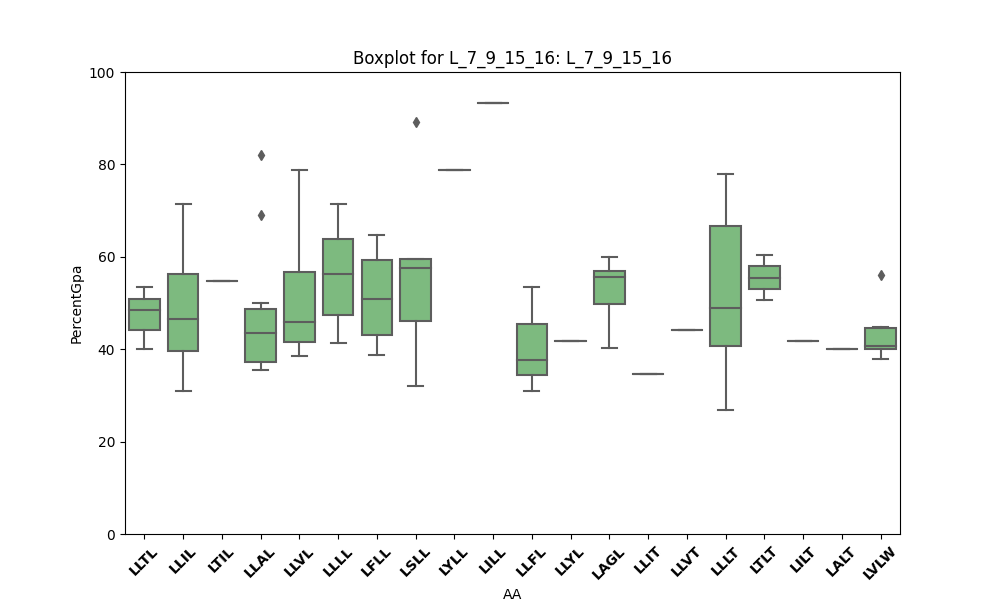 Boxplot for L_7_9_15_16: L_7_9_15_16
100
80
60
40
20
0
PercentGpa
LLTL LLIL LTIL LLAL LLVL LLLL LFLL LSLL LYLL LILL LLFL LLYL LAGL LLIT LLVT LLLT LTLT LILT LALT LVLW
AA